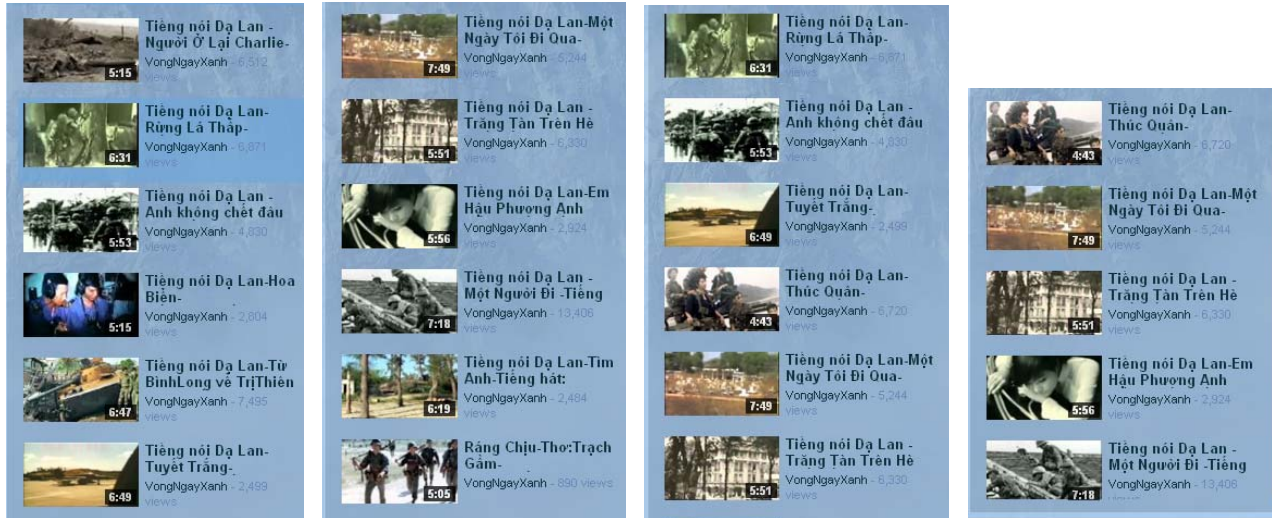 Tiếng nói Dạ Lan -
Người Ở Lại Charlie-
VongNgayXanh - 6,512
views
5:15
Tiếng nói Dạ Lan-
Rừng Lá Thấp-
VongNgayXanh - 6,871
views
6:31
Tiếng nói Dạ Lan -
Anh không chết đâu
VongNgayXanh - 4,830
views
5:53
Tiếng nói Dạ Lan-Hoa
Biển-
VongNgayXanh - 2,804
views
5:15
Tiếng nói Dạ Lan-Từ
BìnhLong về TrịThiên
VongNgayXanh - 7,495
views
6:47
Tiếng nói Dạ Lan-
Tuyết Trắng-
VongNgayXanh - 2,499
views
6:49
Tiếng nói Dạ Lan-Một
Ngày Tôi Đi Qua-
VongNgayXanh - 5,244
views
7:49
Tiếng nói Dạ Lan -
Trăng Tàn Trên Hè
VongNgayXanh - 6,330
views
5:51
Tiếng nói Dạ Lan-Em
Hậu Phương Anh
VongNgayXanh - 2,924
views
5:56
Tiếng nói Dạ Lan -
Một Người Đi -Tiếng
VongNgayXanh - 13,406
views
7:18
Tiếng nói Dạ Lan-Tìm
Anh-Tiếng hát:
VongNgayXanh - 2,484
views
6:19
Ráng Chịu-Thơ:Trạch
Gầm-
VongNgayXanh - 890 views
5:05
Tiếng nói Dạ Lan-
Rừng Lá Thấp-
VongNgayXanh - 6,871
views
6:31
Tiếng nói Dạ Lan -
Anh không chết đâu
VongNgayXanh - 4,830
views
5:53
Tiếng nói Dạ Lan-
Tuyết Trắng-
VongNgayXanh - 2,499
views
6:49
Tiếng nói Dạ Lan-
Thúc Quân-
VongNgayXanh - 6,720
views
4:43
Tiếng nói Dạ Lan-Một
Ngày Tôi Đi Qua-
VongNgayXanh - 5,244
views
7:49
Tiếng nói Dạ Lan -
Trăng Tàn Trên Hè
VongNgayXanh - 6,330
views
5:51
Tiếng nói Dạ Lan-
Thúc Quân-
VongNgayXanh - 6,720
views
4:43
Tiếng nói Dạ Lan-Một
Ngày Tôi Đi Qua-
VongNgayXanh - 5,244
views
7:49
Tiếng nói Dạ Lan -
Trăng Tàn Trên Hè
VongNgayXanh - 6,330
views
5:51
Tiếng nói Dạ Lan-Em
Hậu Phương Anh
VongNgayXanh - 2,924
views
5:56
Tiếng nói Dạ Lan -
Một Người Đi -Tiếng
VongNgayXanh - 13,406
views
7:18